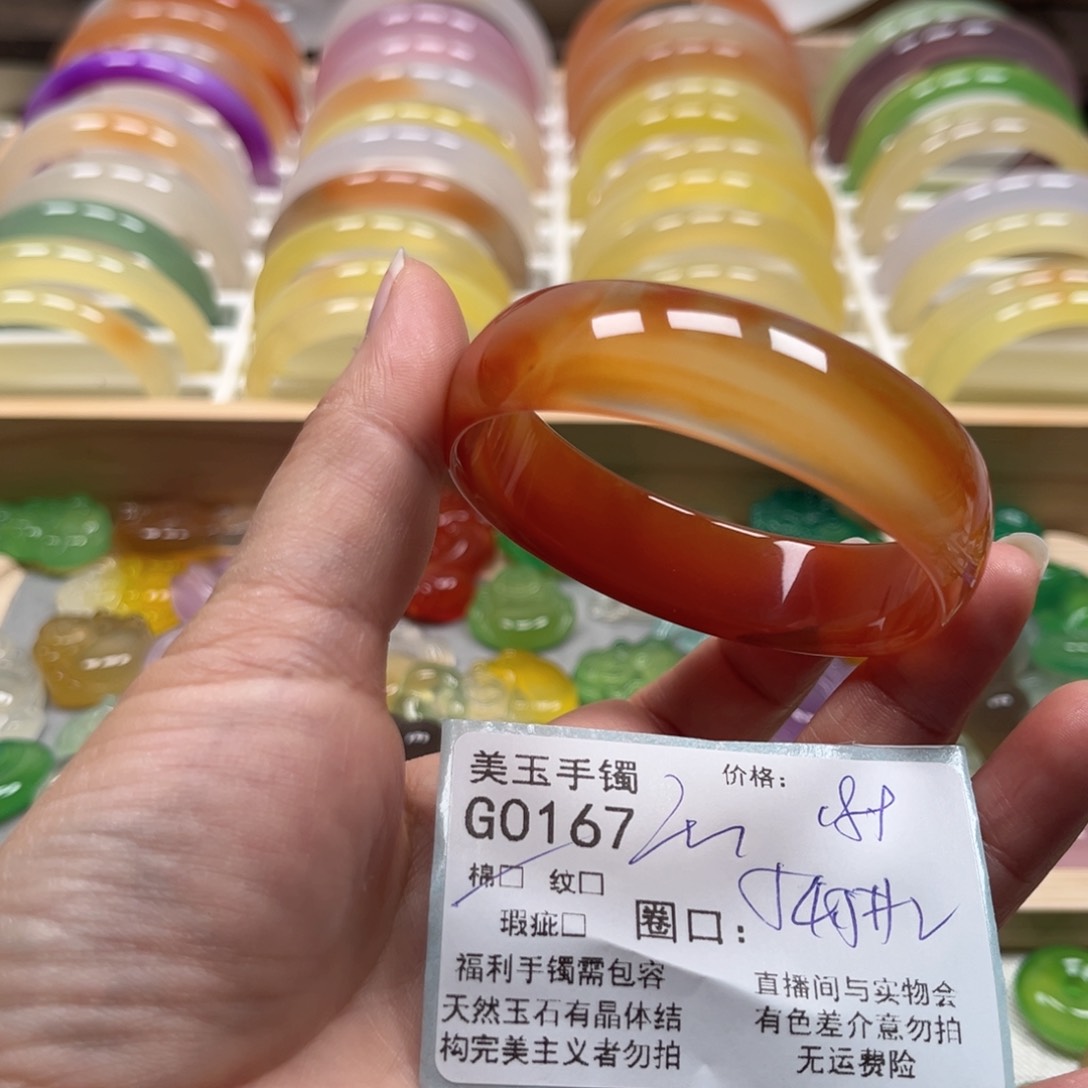 美玉手镯 价格:
G0167
棉□ 纹□
瑕疵□ 圈口:
福利手镯需包容
天然玉石有晶体结
构完美主义者勿拍
直播间与实物会
有色差介意勿拍
无运费险